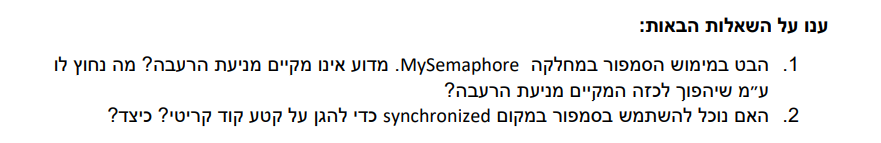 ענו על השאלות הבאות:
1. הבט במימוש הסמפור במחלקה MySemaphore. מדוע אינו מקיים מניעת הרעבה? מה נחוץ לו
ע״מ שיהפוך לכזה המקיים מניעת הרעבה?
2. האם נוכל להשתמש בסמפור במקום synchronized כדי להגן על קטע קוד קריטי? כיצד?